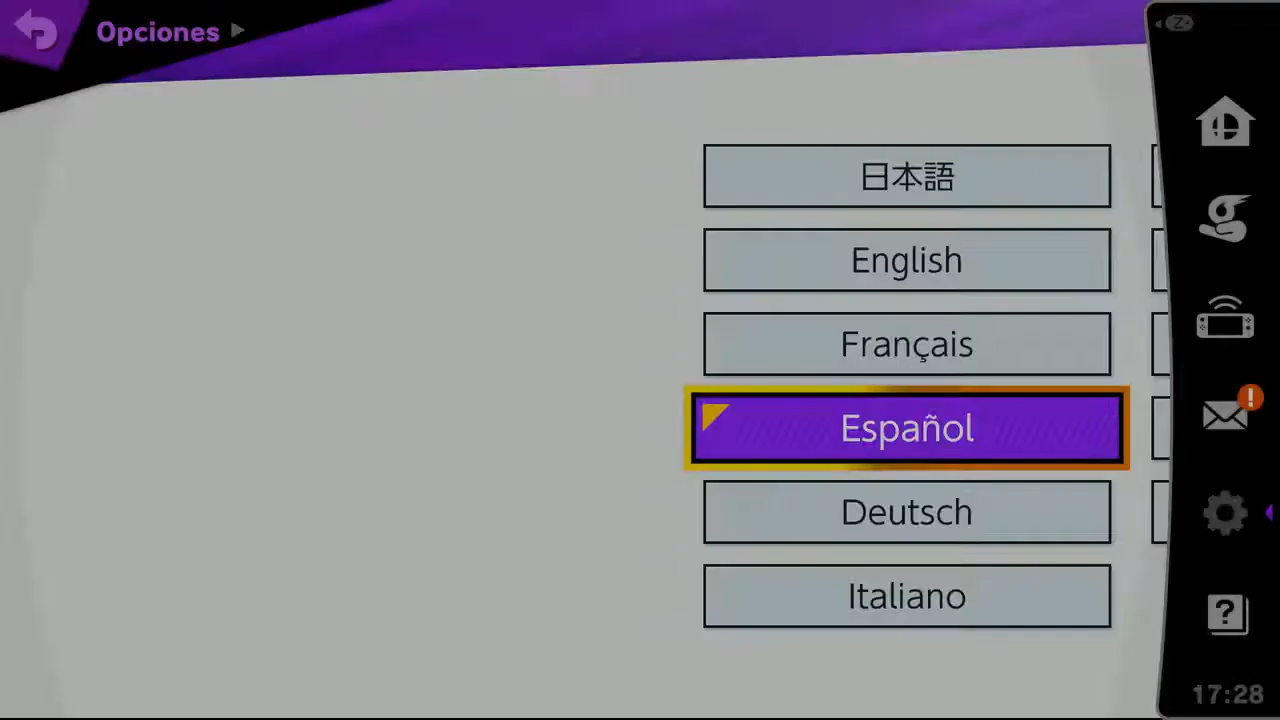 Opciones
日本語
English
Français
Español
Deutsch
Italiano
17:28